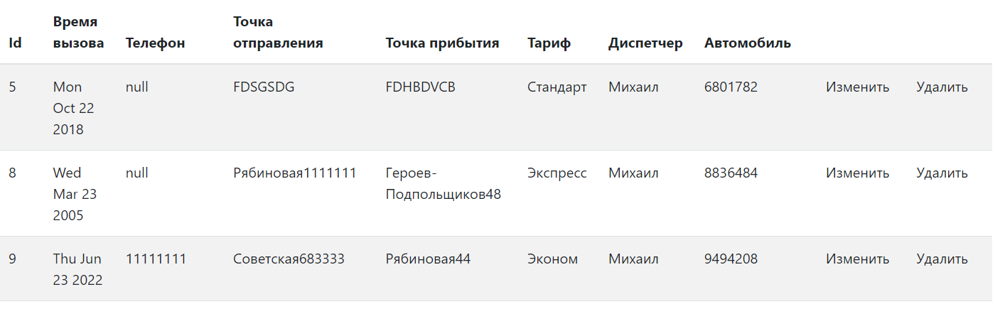 Id Время вызова Телефон Точка отправления Точка прибытия Тариф Диспетчер Автомобиль
5 Mon Oct 22 2018 null FDSGSDG FDHBDVCB Стандарт Михаил 6801782 Изменить Удалить
8 Wed Mar 23 2005 null Рябиновая1111111 Героев-Подпольщиков48 Экспресс Михаил 8836484 Изменить Удалить
9 Thu Jun 23 2022 11111111 Советская683333 Рябиновая44 Эконом Михаил 9494208 Изменить Удалить